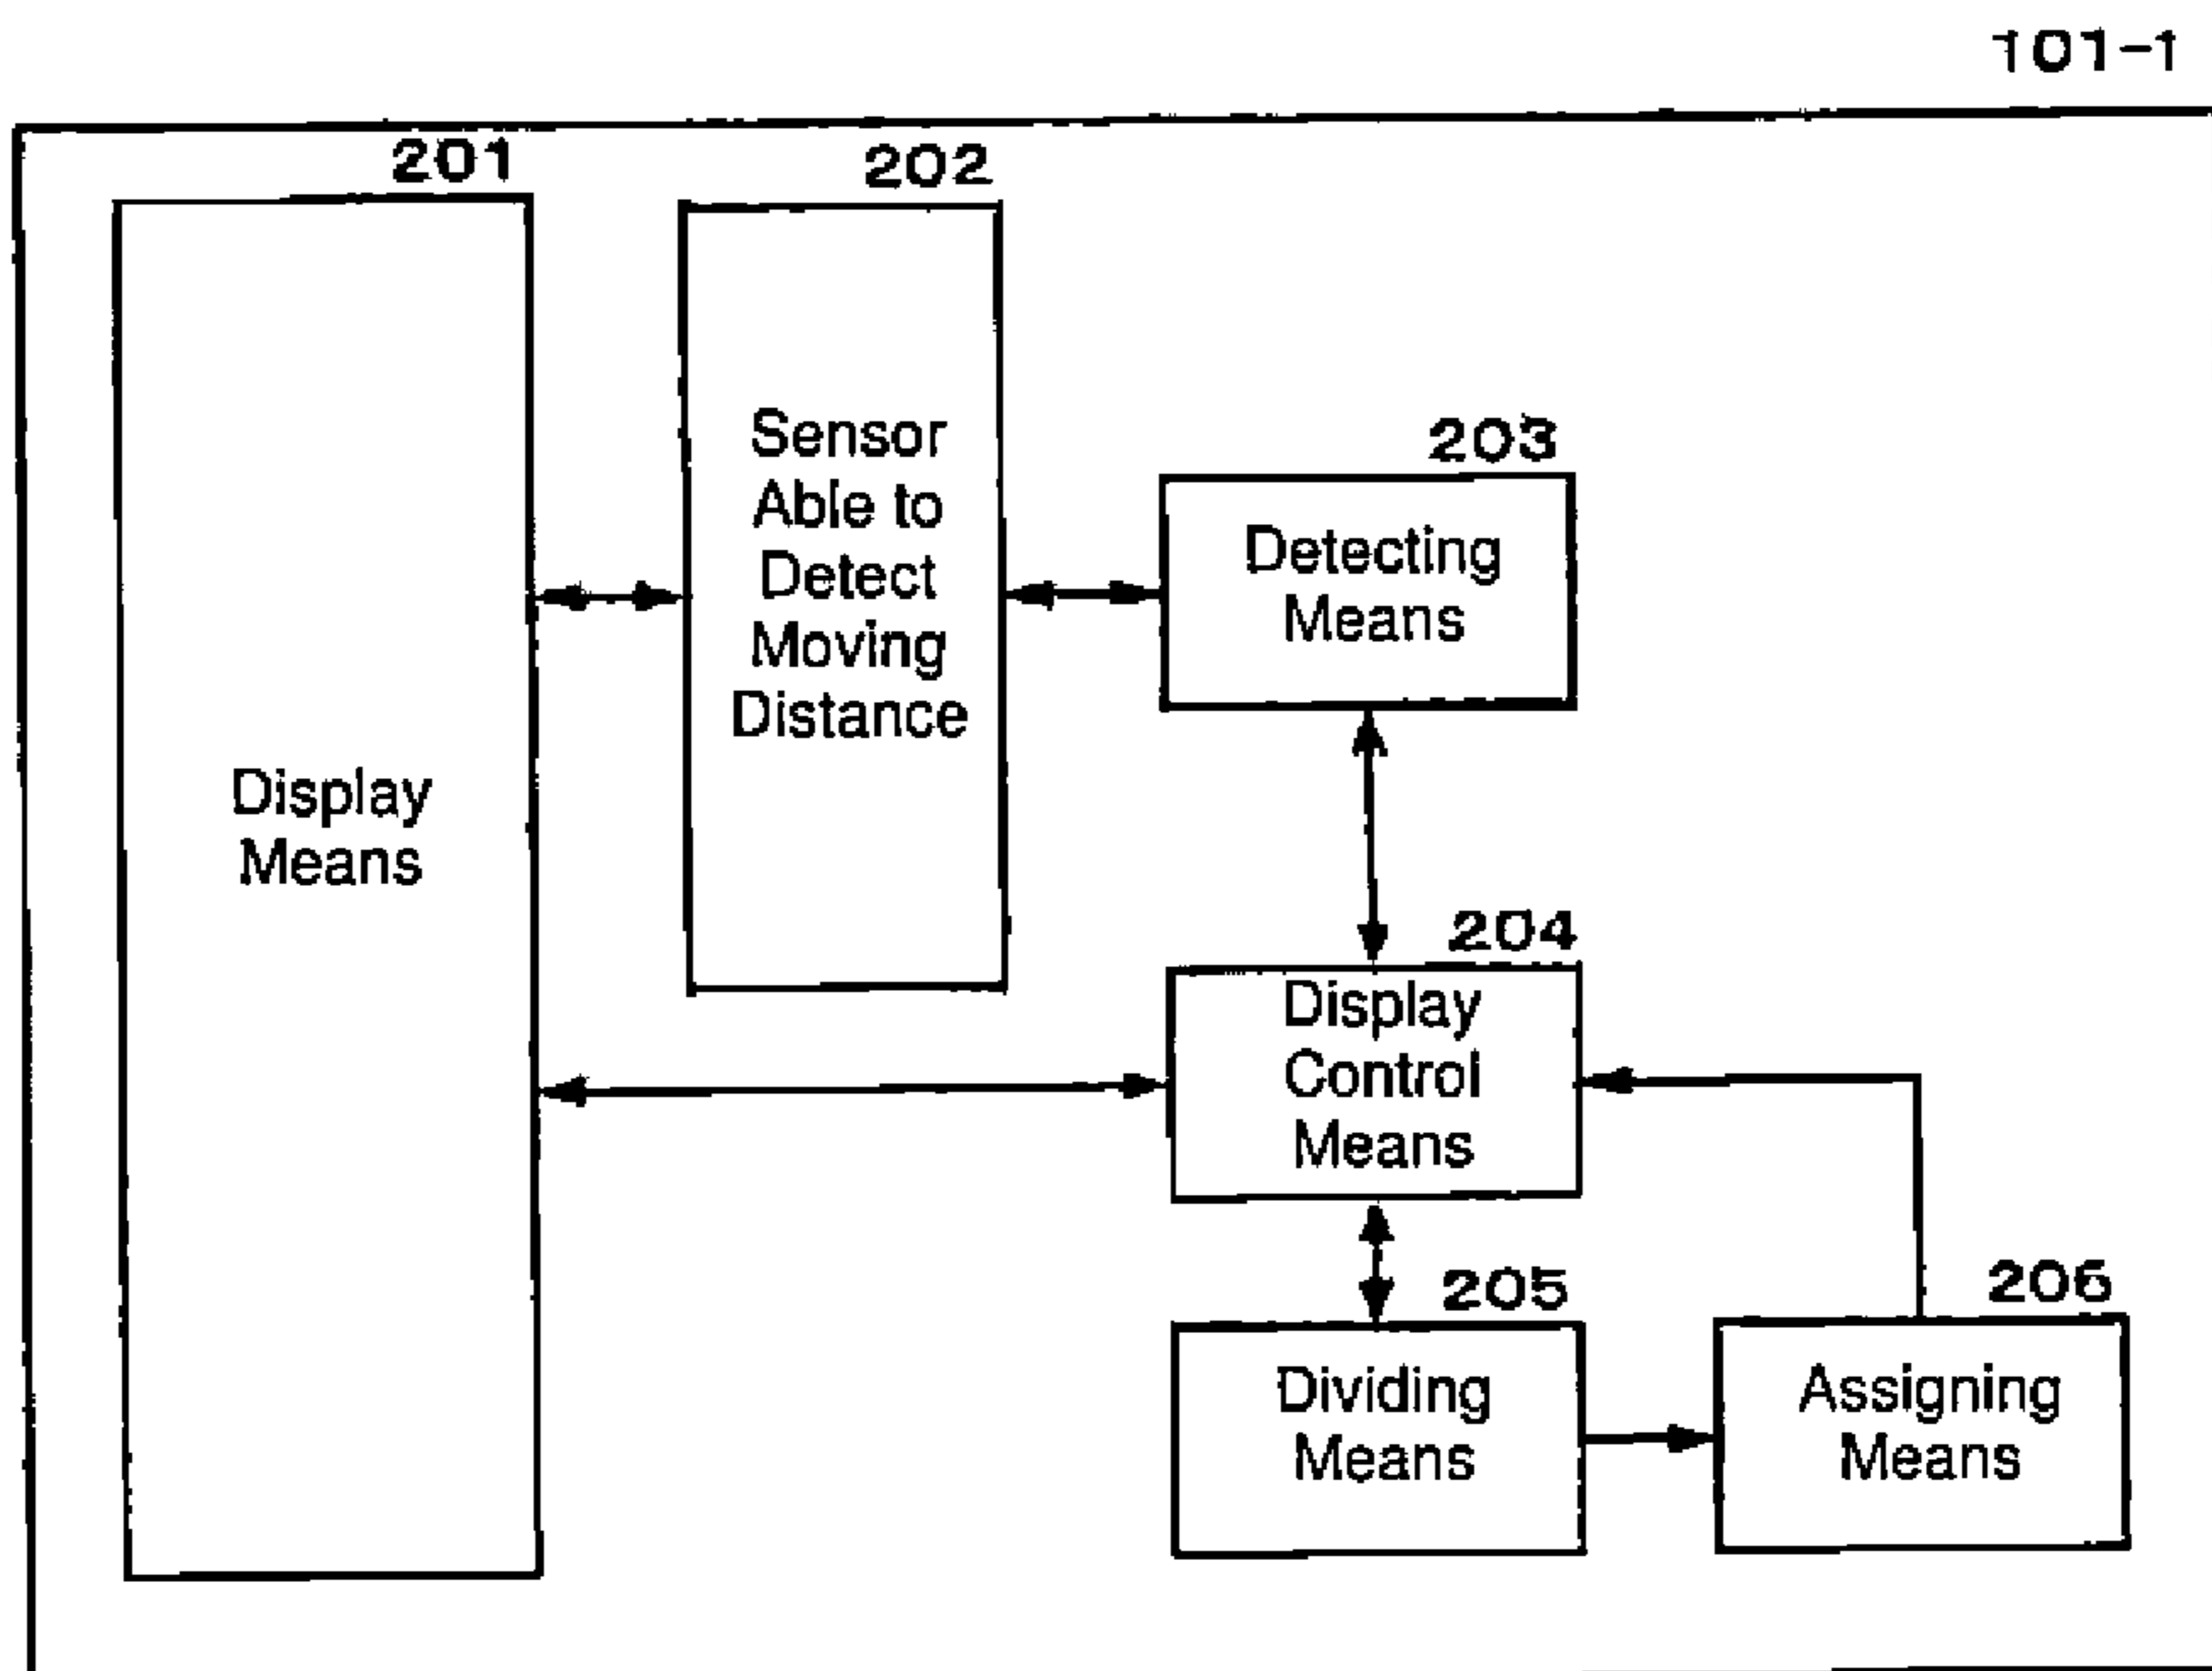 101-1
201
Display
Means
202
Sensor
Able to
Detect
Moving
Distance
203
Detecting
Means
204
Display
Control
Means
205
Dividing
Means
206
Assigning
Means